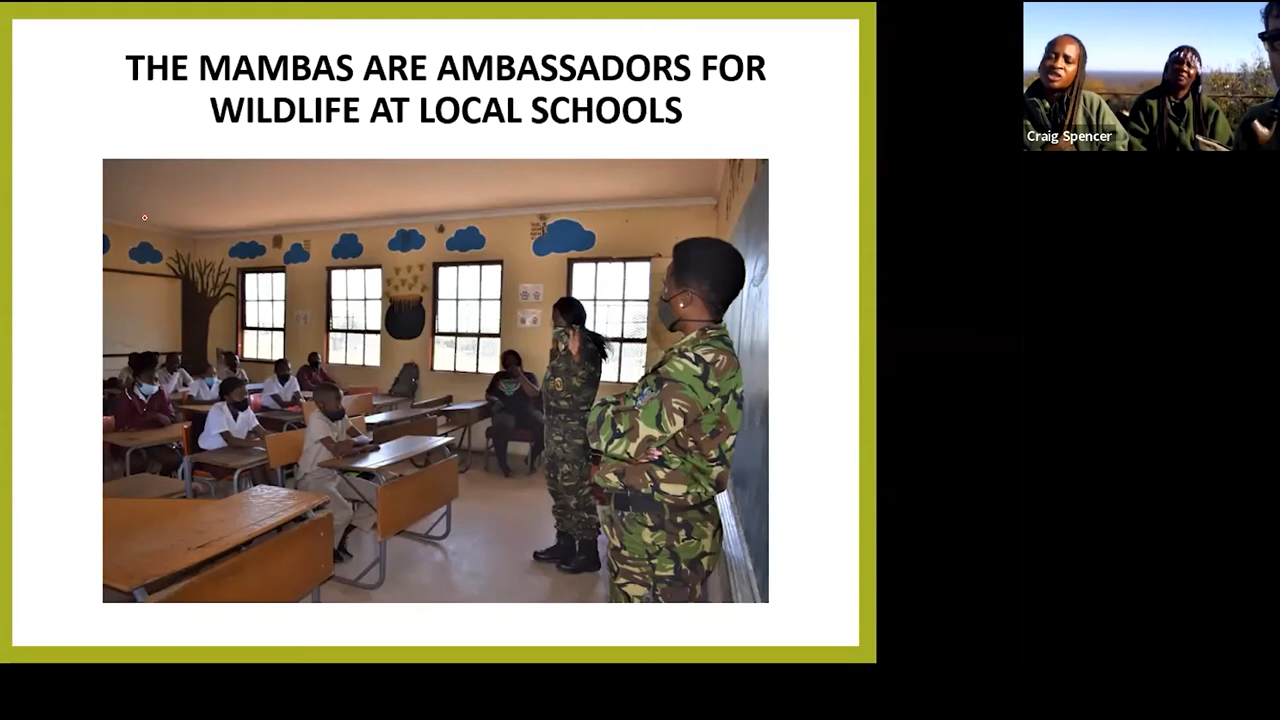 THE MAMBAS ARE AMBASSADORS FOR
WILDLIFE AT LOCAL SCHOOLS
Craig Spencer